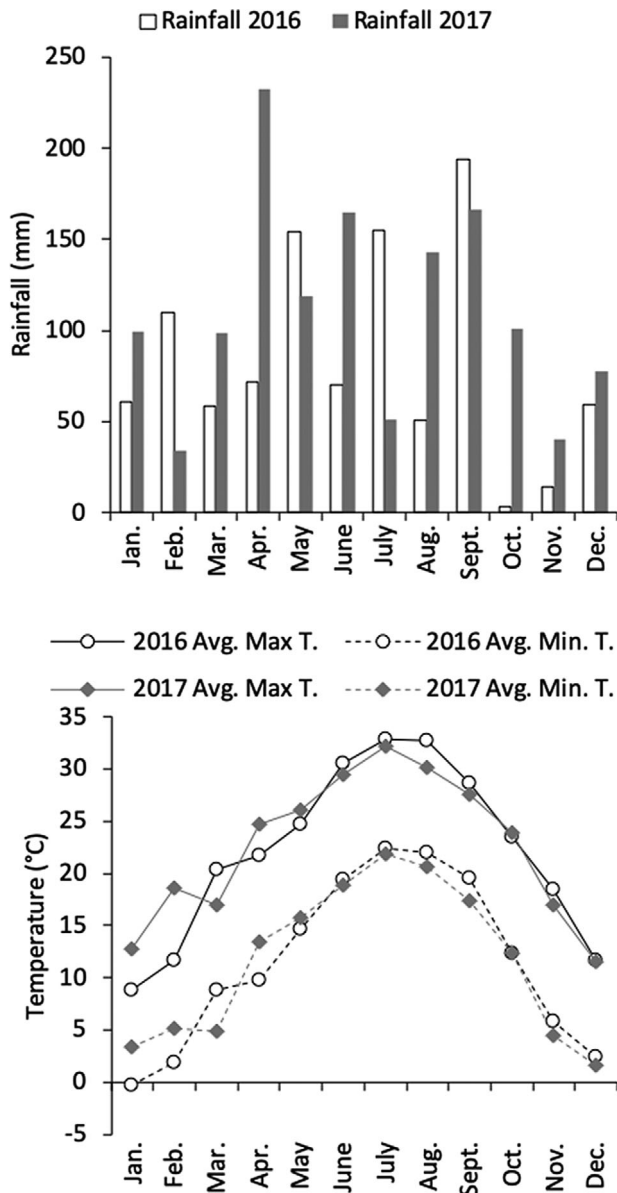 Rainfall 2016 Rainfall 2017
250
200
150
100
50
0
Rainfall (mm)
Jan. Feb. Mar. Apr. May June July Aug. Sept. Oct. Nov. Dec.
2016 Avg. Max T. 2016 Avg. Min. T.
2017 Avg. Max T. 2017 Avg. Min. T.
35
30
25
20
15
10
5
0
-5
Temperature (°C)
Jan. Feb. Mar. Apr. May June July Aug. Sept. Oct. Nov. Dec.